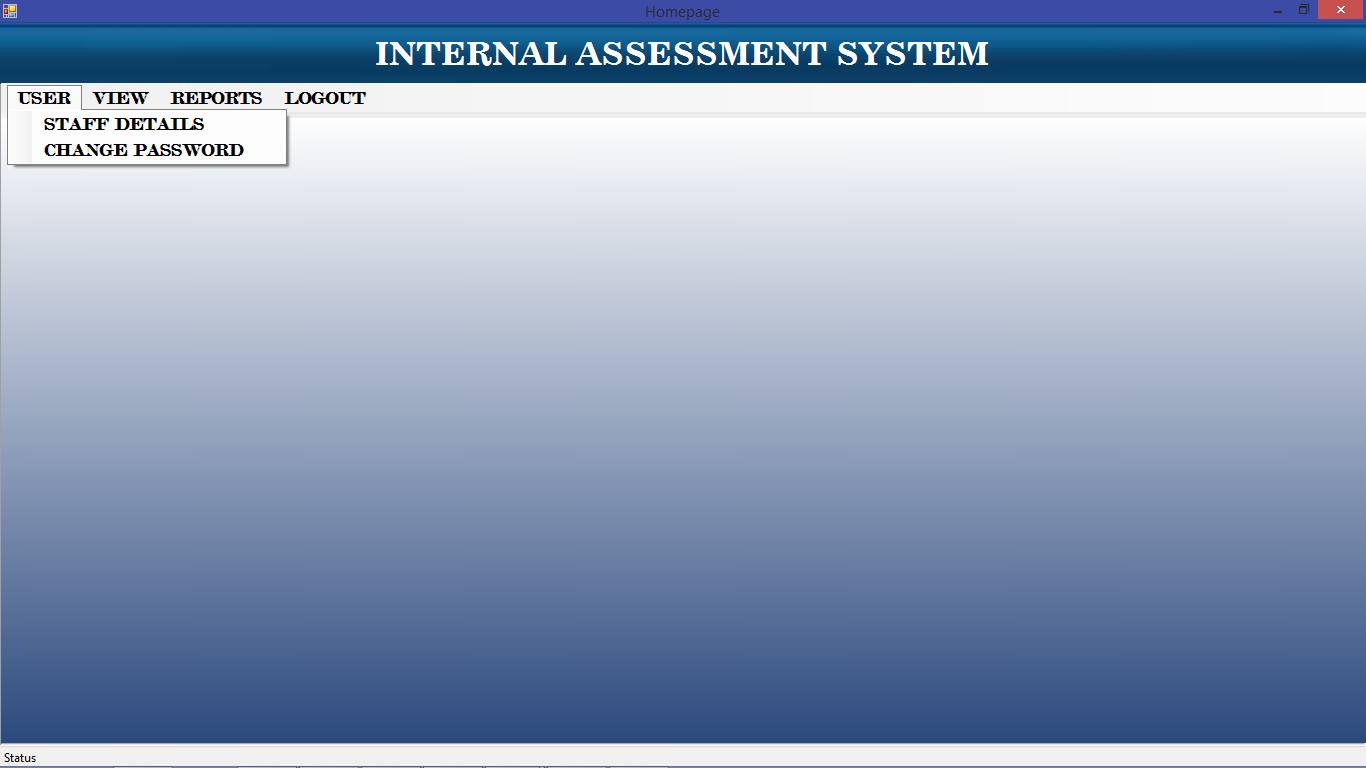 Homepage
INTERNAL ASSESSMENT SYSTEM
USER VIEW REPORTS LOGOUT
STAFF DETAILS
CHANGE PASSWORD
Status